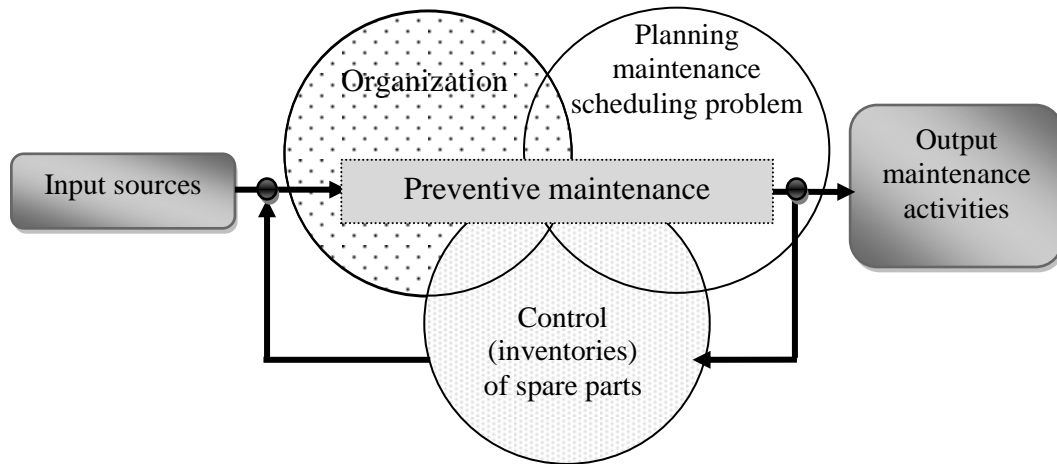 Input sources
Organization
Planning
maintenance
scheduling problem
Preventive maintenance
Control
(inventories)
of spare parts
Output
maintenance
activities